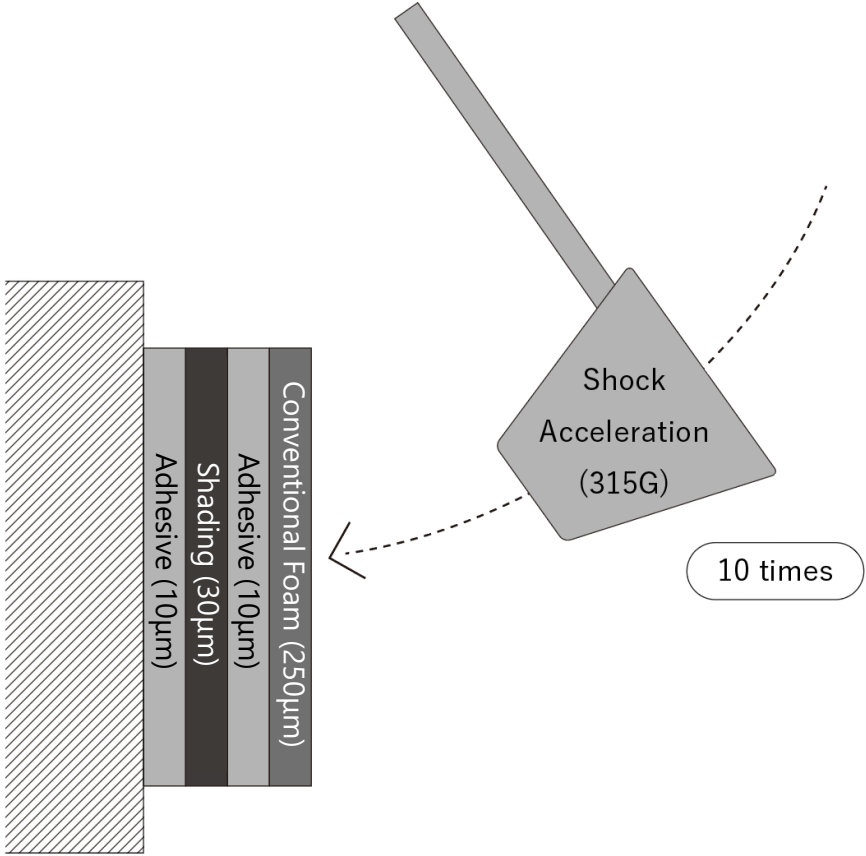 Shock
Acceleration
(315G)
10 times
Adhesive (10μm)
Shading (30μm)
Adhesive (10μm)
Conventional Foam (250μm)